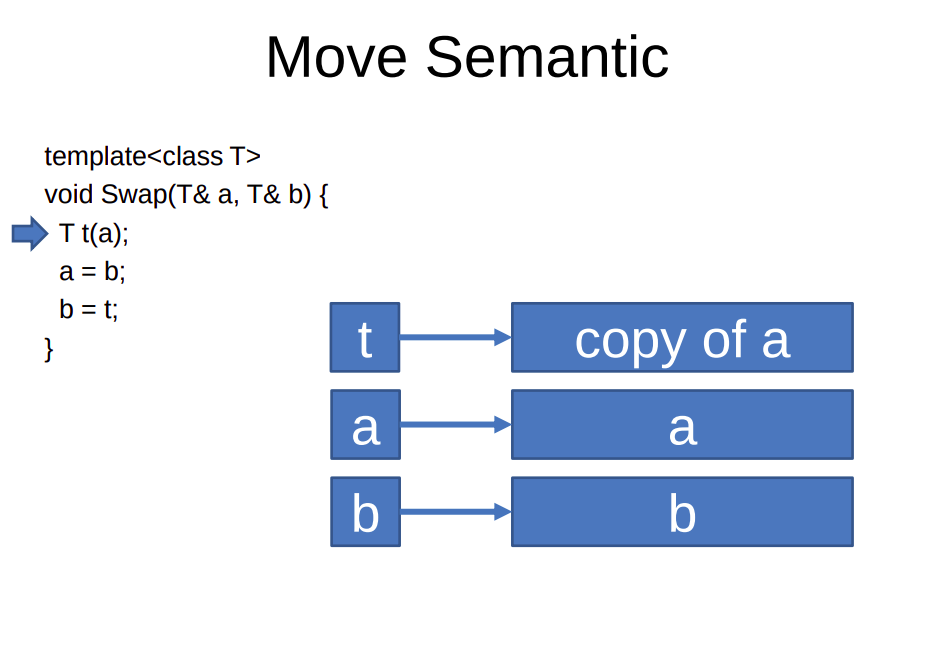 Move Semantic
template<class T>
void Swap(T& a, T& b) {
T t(a);
a = b;
b = t;
}
t
copy of a
a
a
b
b